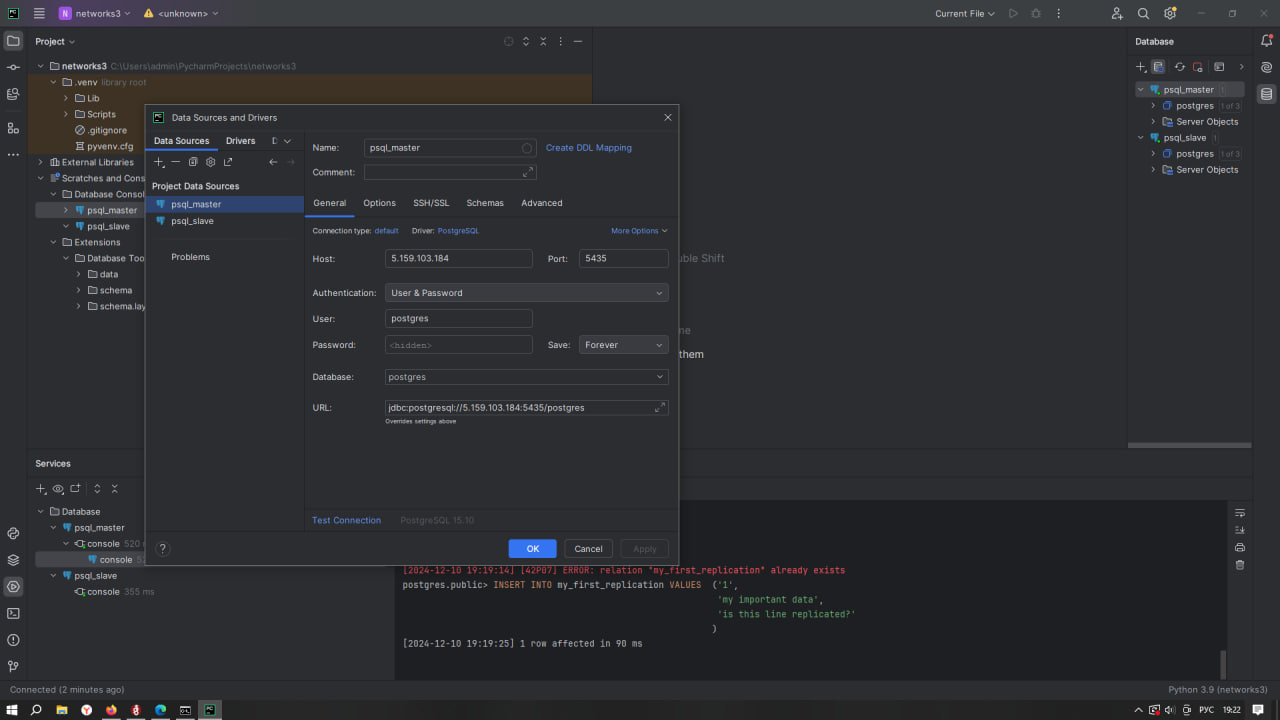 N networks3 <unknown> Current File
Project
networks3 C:\Users\admin\PycharmProjects\networks3
.venv library root
Lib
Scripts
.gitignore
pyvenv.cfg
External Libraries
Scratches and Cons
Database Consol
psql_master
psql_slave
Extensions
Database Too
data
schema
schema.lay
Data Sources and Drivers
Data Sources Drivers D
Project Data Sources
psql_master
psql_slave
Problems
Name: psql_master Create DDL Mapping
Comment:
General Options SSH/SSL Schemas Advanced
Connection type: default Driver: PostgreSQL More Options
Host: 5.159.103.184 Port: 5435
Authentication: User & Password
User: postgres
Password: <hidden> Save: Forever
Database: postgres
URL: jdbc:postgresql://5.159.103.184:5435/postgres
Overrides settings above
Test Connection PostgreSQL 15.10
? OK Cancel Apply
uble Shift
me
them
Database
psql_master 1
postgres 1 of 3
Server Objects
psql_slave 1
postgres 1 of 3
Server Objects
Services
Database
psql_master
console 520 m
console
psql_slave
console 355 ms
[2024-12-10 19:19:14] [42P07] ERROR: relation "my_first_replication" already exists
postgres.public> INSERT INTO my_first_replication VALUES ('1',
'my important data',
'is this line replicated?'
)
[2024-12-10 19:19:25] 1 row affected in 90 ms
Connected (2 minutes ago) Python 3.9 (networks3)
РУС 19:22